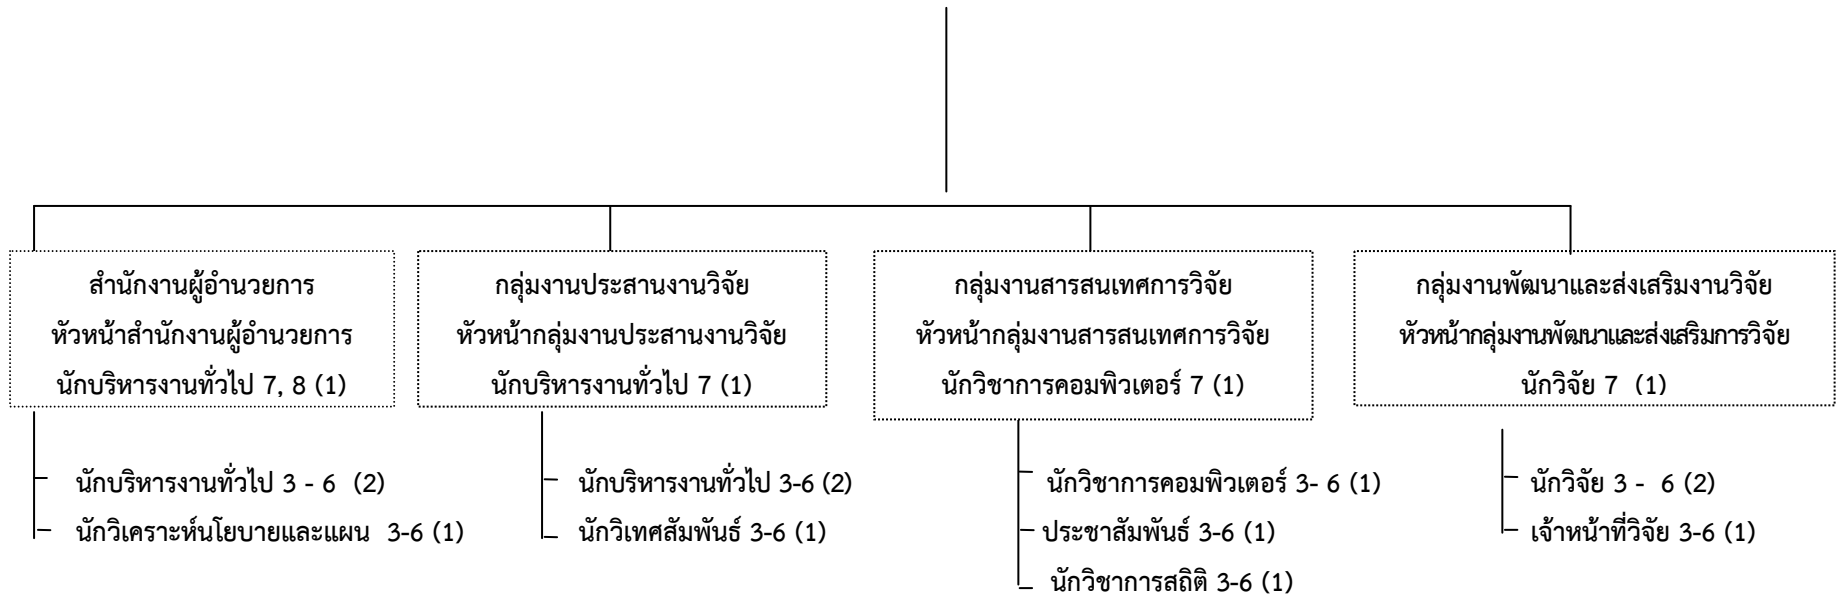 สำนักงานผู้อำนวยการ
หัวหน้าสำนักงานผู้อำนวยการ
นักบริหารงานทั่วไป 7, 8 (1)
นักบริหารงานทั่วไป 3 - 6 (2)
นักวิเคราะห์นโยบายและแผน 3-6 (1)
กลุ่มงานประสานงานวิจัย
หัวหน้ากลุ่มงานประสานงานวิจัย
นักบริหารงานทั่วไป 7 (1)
นักบริหารงานทั่วไป 3-6 (2)
นักวิเทศสัมพันธ์ 3-6 (1)
กลุ่มงานสารสนเทศการวิจัย
หัวหน้ากลุ่มงานสารสนเทศการวิจัย
นักวิชาการคอมพิวเตอร์ 7 (1)
นักวิชาการคอมพิวเตอร์ 3- 6 (1)
ประชาสัมพันธ์ 3-6 (1)
นักวิชาการสถิติ 3-6 (1)
กลุ่มงานพัฒนาและส่งเสริมงานวิจัย
หัวหน้ากลุ่มงานพัฒนาและส่งเสริมการวิจัย
นักวิจัย 7 (1)
นักวิจัย 3 - 6 (2)
เจ้าหน้าที่วิจัย 3-6 (1)